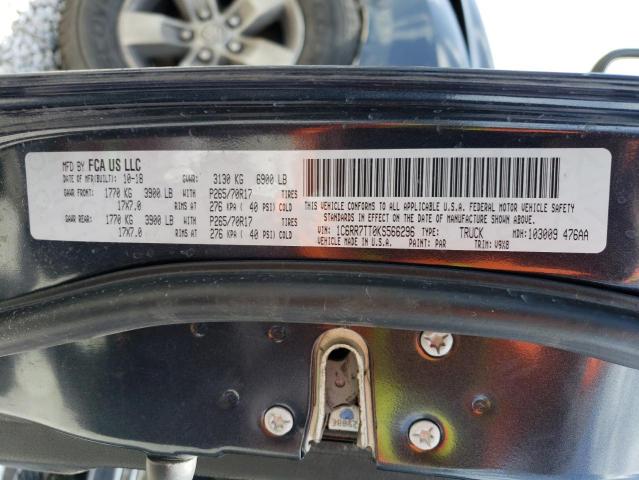 MFD BY FCA US LLC
DATE OF MFR(BUILT): 10-18 GVWR: 3130 KG 6900 LB
GAWR FRONT: 1770 KG 3900 LB WITH P265/70R17 TIRES
17X7.0 RIMS AT 276 KPA ( 40 PSI) COLD
GAWR REAR: 1770 KG 3900 LB WITH P265/70R17 TIRES
17X7.0 RIMS AT 276 KPA ( 40 PSI) COLD
THIS VEHICLE CONFORMS TO ALL APPLICABLE U.S.A. FEDERAL MOTOR VEHICLE SAFETY
STANDARDS IN EFFECT ON THE DATE OF MANUFACTURE SHOWN ABOVE.
VIN: 1C6RR7TT0KS566296 TYPE: TRUCK MDH:103009 476AA
VEHICLE MADE IN U.S.A. PAINT: PAR TRIM: V9X8